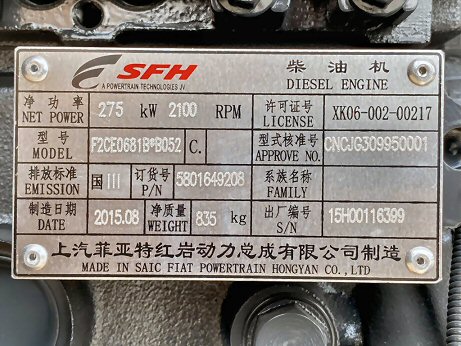 SFH
A POWERTRAIN TECHNOLOGIES JV
柴油机
DIESEL ENGINE
净功率 275 kW 2100 RPM 许可证号 XK06-002-00217
NET POWER LICENSE
型号 F2CE0681B*B052 C. 型式核准号 CNCJG309950001
MODEL APPROVE NO.
排放标准 国III 订货号 5801649208 系族名称
EMISSION P/N FAMILY
制造日期 2015.08 净质量 835 kg 出厂编号 15H00116399
DATE WEIGHT S/N
上汽菲亚特红岩动力总成有限公司制造
MADE IN SAIC FIAT POWERTRAIN HONGYAN CO.,LTD